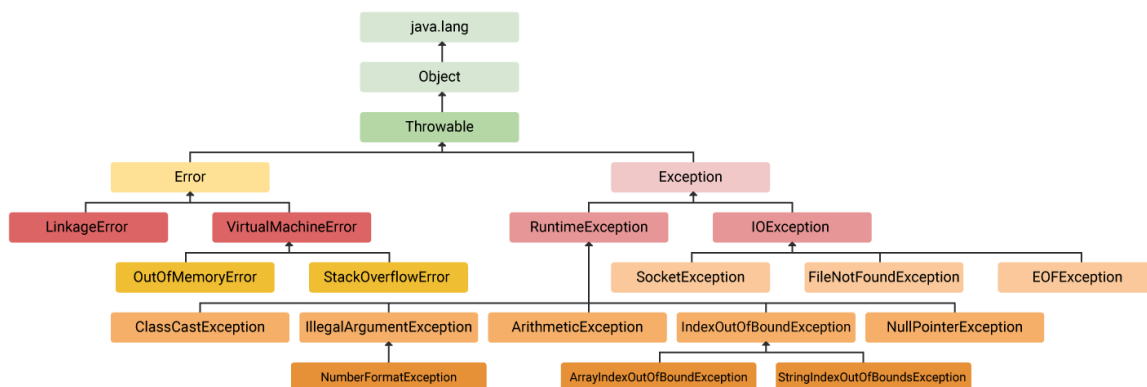 java.lang
Object
Throwable
Error
Exception
LinkageError
VirtualMachineError
RuntimeException
IOException
OutOfMemoryError
StackOverflowError
SocketException
FileNotFoundException
EOFException
ClassCastException
IllegalArgumentException
ArithmeticException
IndexOutOfBoundException
NullPointerException
NumberFormatException
ArrayIndexOutOfBoundException
StringIndexOutOfBoundsException